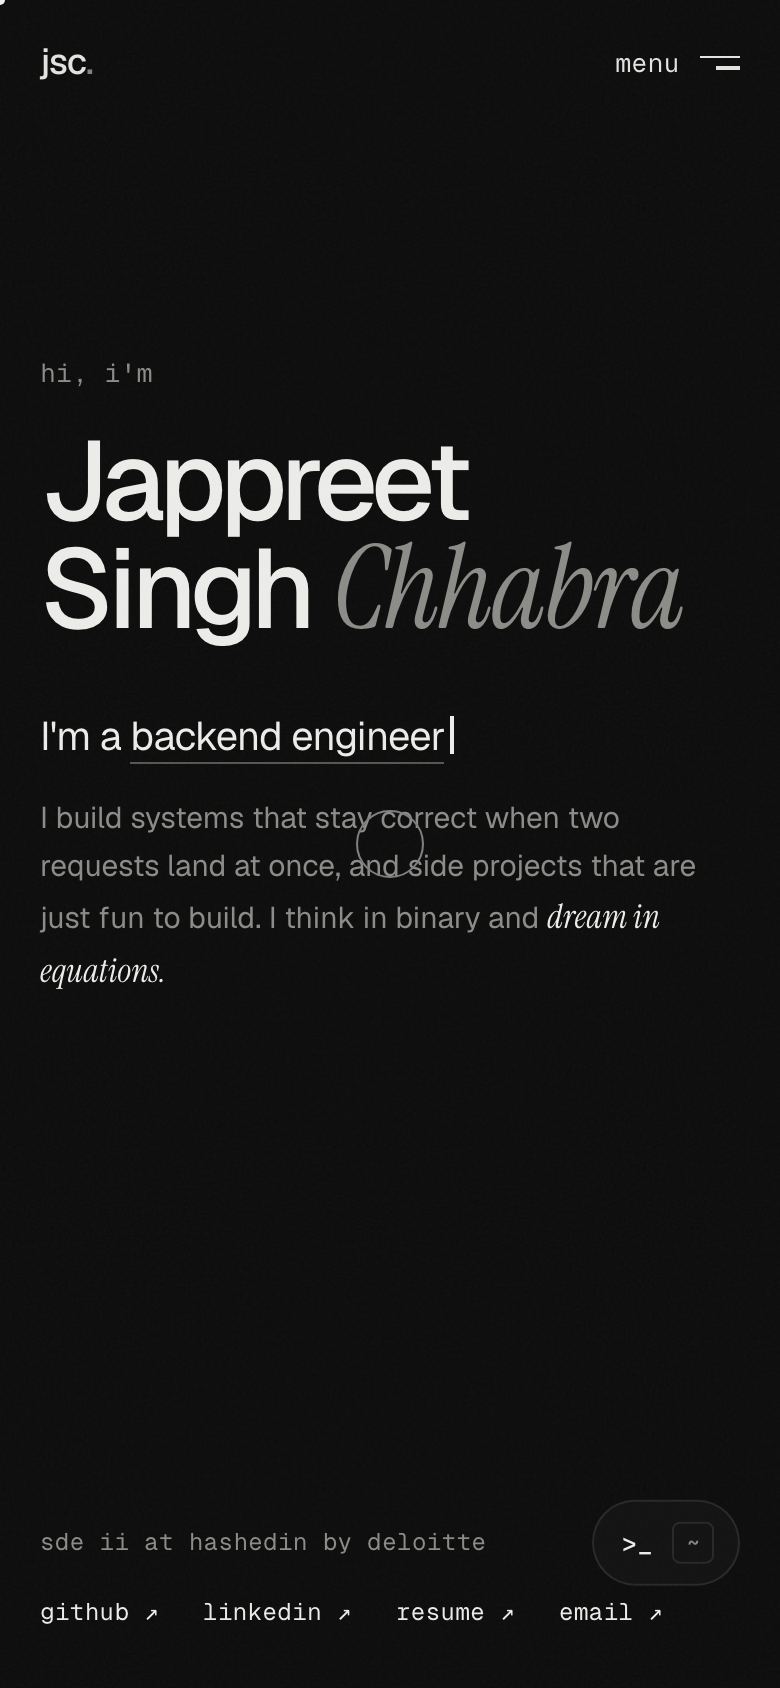 jsc.
menu
hi, i'm
Jappreet
Singh Chhabra
I'm a backend engineer
I build systems that stay correct when two
requests land at once, and side projects that are
just fun to build. I think in binary and dream in
equations.
sde ii at hashedin by deloitte
>_ ~
github ↗ linkedin ↗ resume ↗ email ↗